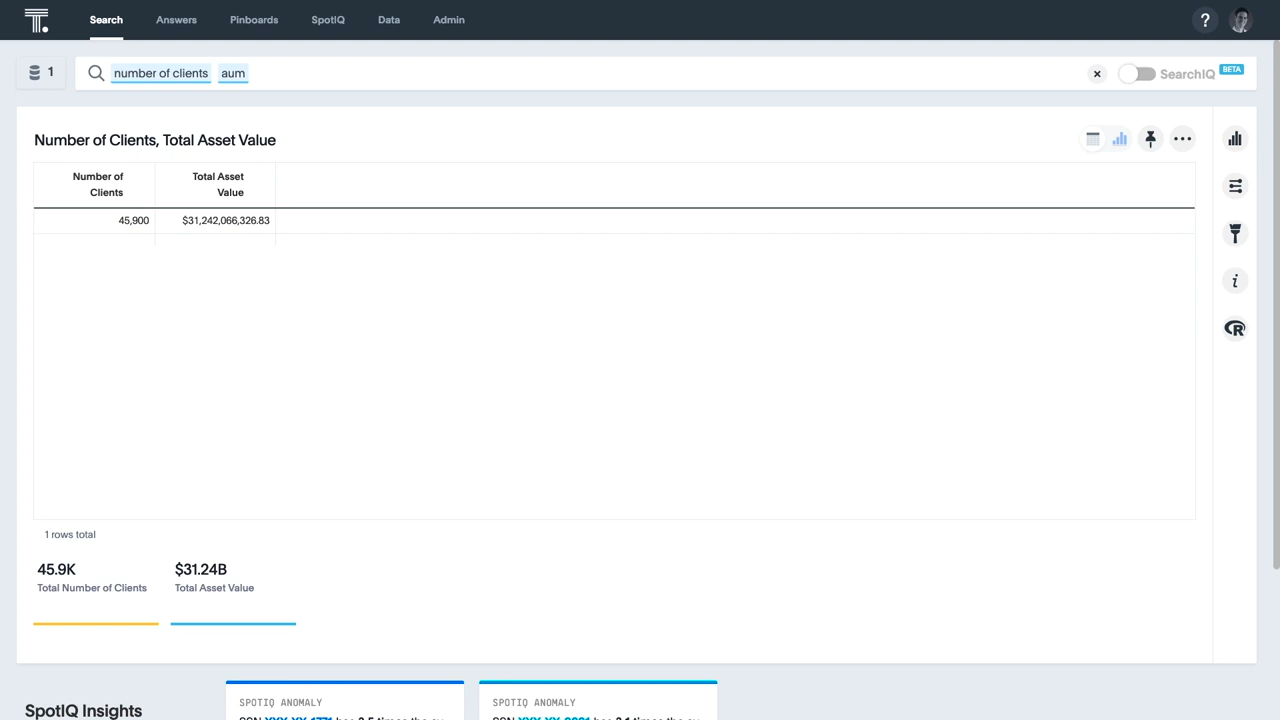 Search Answers Pinboards SpotIQ Data Admin ?
1 number of clients aum SearchIQ BETA
Number of Clients, Total Asset Value
Number of Clients Total Asset Value
45,900 $31,242,066,326.83
1 rows total
45.9K $31.24B
Total Number of Clients Total Asset Value
SPOTIQ ANOMALY SPOTIQ ANOMALY
SpotIQ Insights